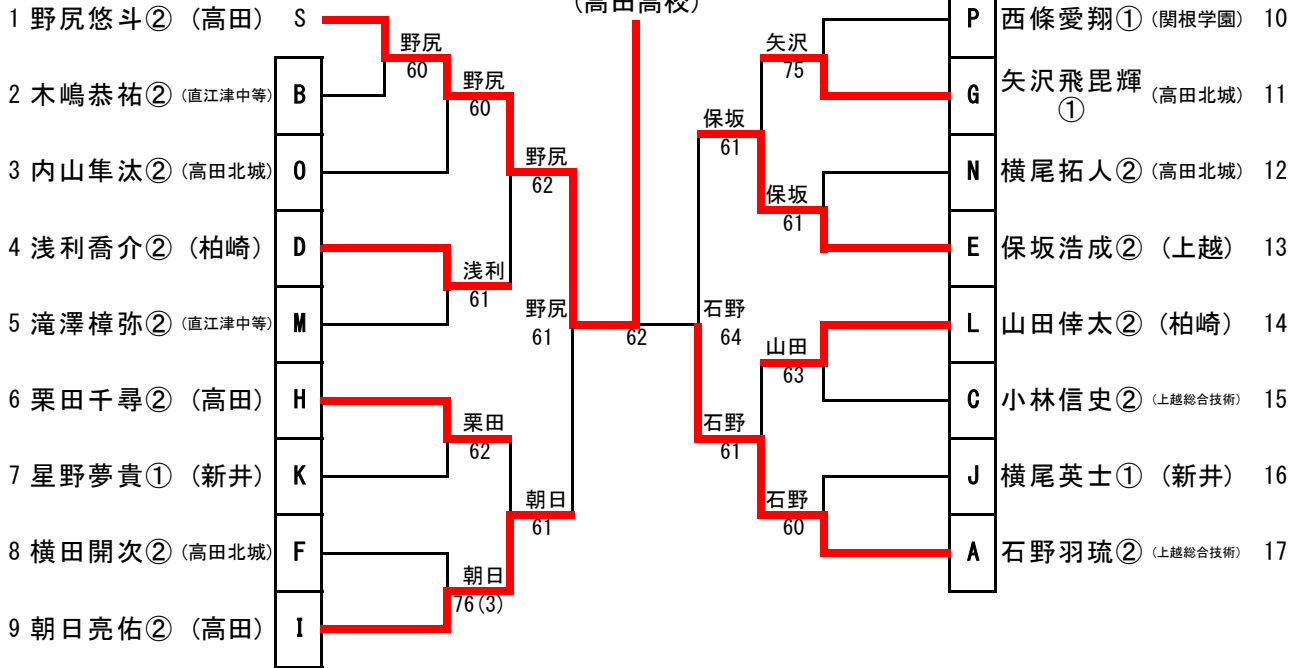 (高田高校)
1 野尻悠斗② (高田) S
2 木嶋恭祐② (直江津中等) B
3 内山隼汰② (高田北城) O
4 浅利喬介② (柏崎) D
5 滝澤樟弥② (直江津中等) M
6 栗田千尋② (高田) H
7 星野夢貴① (新井) K
8 横田開次② (高田北城) F
9 朝日亮佑② (高田) I
野尻
60
野尻
60
野尻
62
浅利
61
野尻
61
栗田
62
朝日
61
朝日
76(3)
62
矢沢
75
保坂
61
保坂
61
石野
64
山田
63
石野
61
石野
60
P 西條愛翔① (関根学園) 10
G 矢沢飛毘輝① (高田北城) 11
N 横尾拓人② (高田北城) 12
E 保坂浩成② (上越) 13
L 山田倖太② (柏崎) 14
C 小林信史② (上越総合技術) 15
J 横尾英士① (新井) 16
A 石野羽琉② (上越総合技術) 17